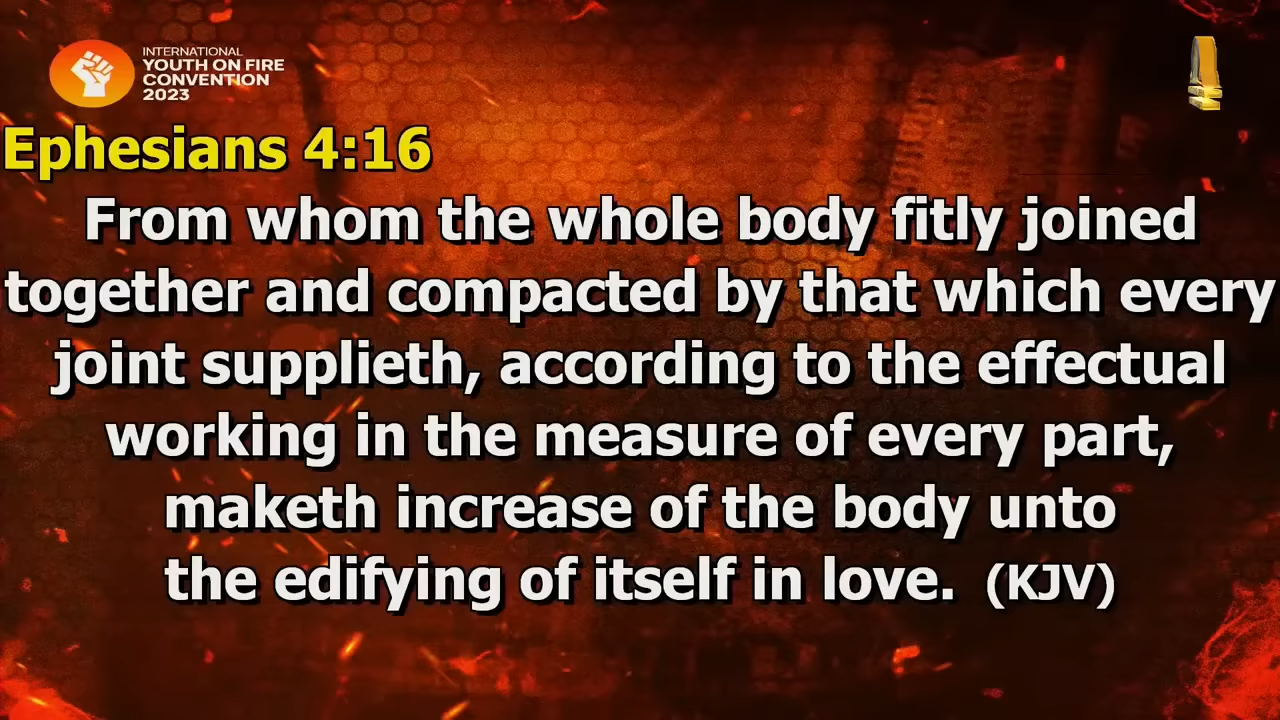 INTERNATIONAL
YOUTH ON FIRE
CONVENTION
2023
Ephesians 4:16
From whom the whole body fitly joined
together and compacted by that which every
joint supplieth, according to the effectual
working in the measure of every part,
maketh increase of the body unto
the edifying of itself in love. (KJV)